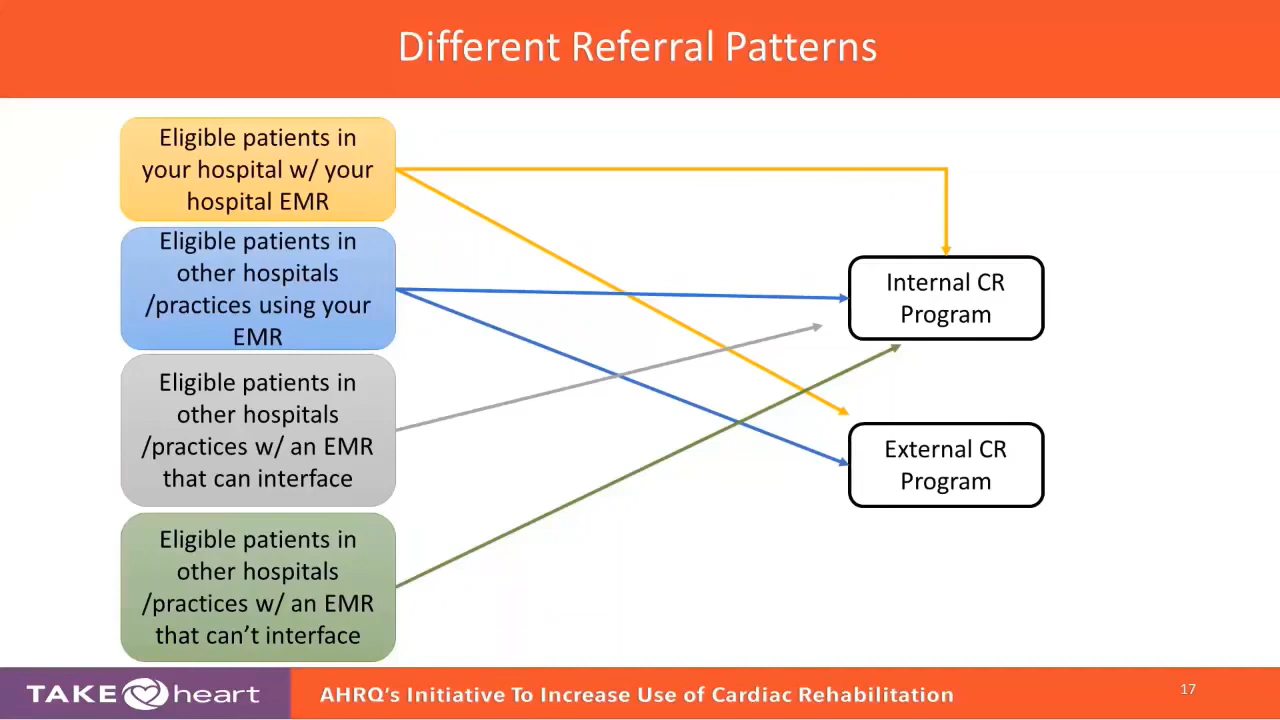 Different Referral Patterns
Eligible patients in
your hospital w/ your
hospital EMR
Eligible patients in
other hospitals
/practices using your
EMR
Eligible patients in
other hospitals
/practices w/ an EMR
that can interface
Eligible patients in
other hospitals
/practices w/ an EMR
that can’t interface
Internal CR
Program
External CR
Program
TAKE heart
AHRQ’s Initiative To Increase Use of Cardiac Rehabilitation
17